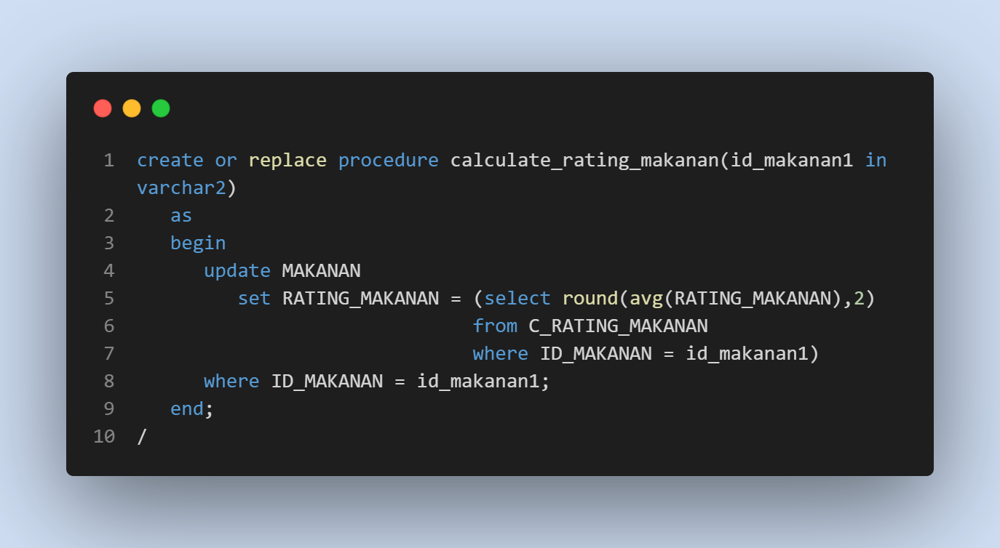 1 create or replace procedure calculate_rating_makanan(id_makanan1 in
varchar2)
2    as
3    begin
4       update MAKANAN
5          set RATING_MAKANAN = (select round(avg(RATING_MAKANAN),2)
6                               from C_RATING_MAKANAN
7                               where ID_MAKANAN = id_makanan1)
8       where ID_MAKANAN = id_makanan1;
9    end;
10 /